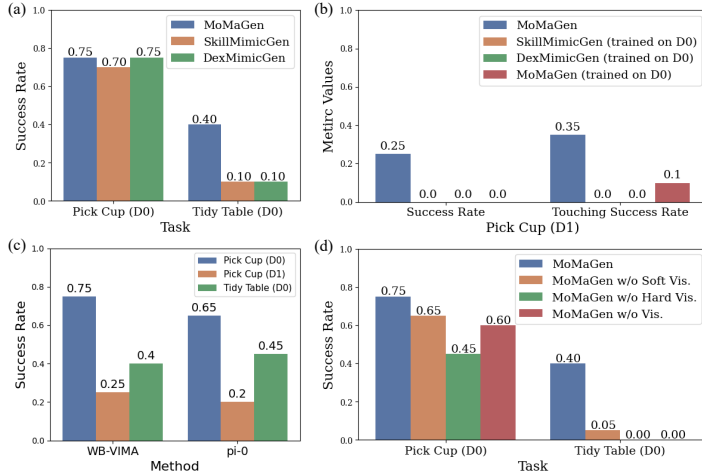 (a)
1.0
0.8
0.6
0.4
0.2
0.0
Success Rate
MoMaGen
SkillMimicGen
DexMimicGen
0.75
0.70
0.75
0.40
0.10
0.10
Pick Cup (D0)
Tidy Table (D0)
Task
(b)
1.0
0.8
0.6
0.4
0.2
0.0
Metirc Values
MoMaGen
SkillMimicGen (trained on D0)
DexMimicGen (trained on D0)
MoMaGen (trained on D0)
0.25
0.0
0.0
0.0
0.35
0.0
0.0
0.1
Success Rate
Touching Success Rate
Pick Cup (D1)
(c)
1.0
0.8
0.6
0.4
0.2
0.0
Success Rate
Pick Cup (D0)
Pick Cup (D1)
Tidy Table (D0)
0.75
0.25
0.4
0.65
0.2
0.45
WB-VIMA
pi-0
Method
(d)
1.0
0.8
0.6
0.4
0.2
0.0
Success Rate
MoMaGen
MoMaGen w/o Soft Vis.
MoMaGen w/o Hard Vis.
MoMaGen w/o Vis.
0.75
0.65
0.45
0.60
0.40
0.05
0.00
0.00
Pick Cup (D0)
Tidy Table (D0)
Task